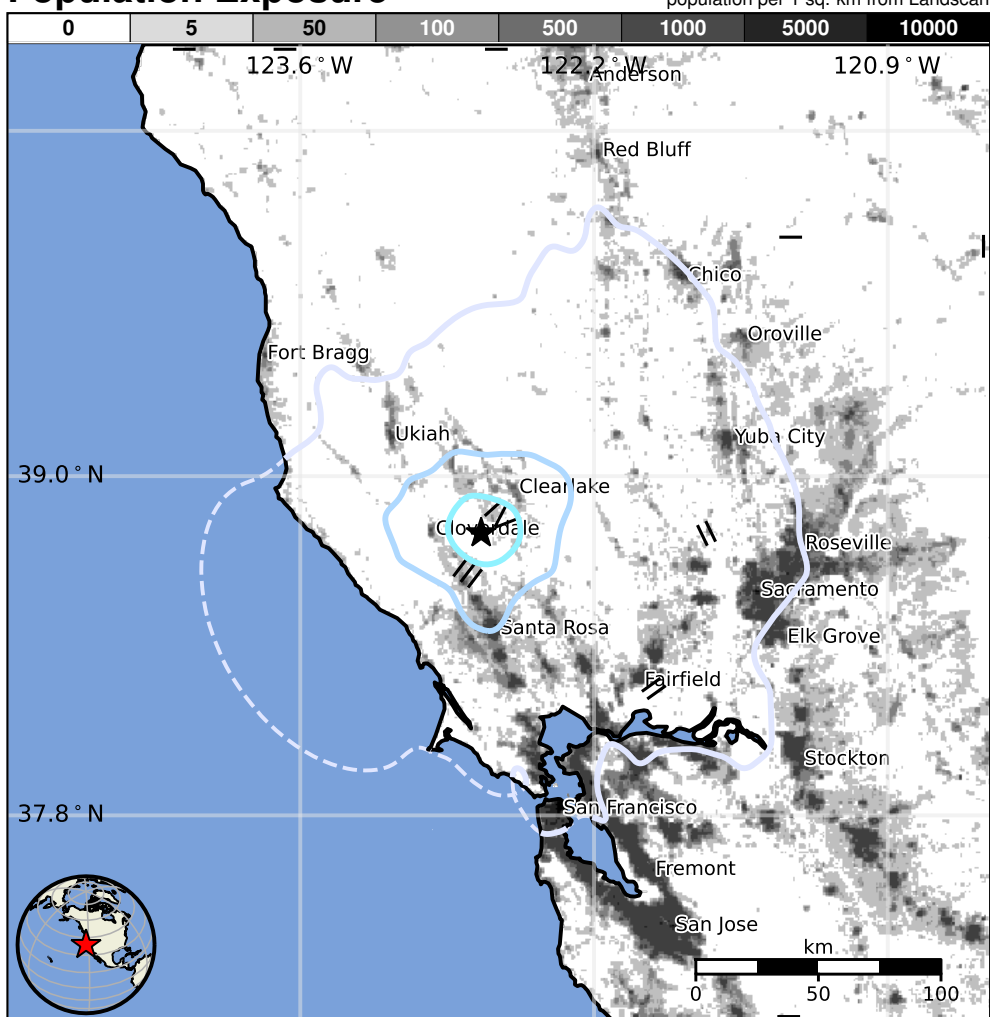 Population Exposure
population per 1 sq. km from Landscan
0 5 50 100 500 1000 5000 10000
123.6°W 122.2°W 120.9°W
Anderson
Red Bluff
Chico
Oroville
Fort Bragg
Ukiah
Yuba City
39.0°N
Clearlake
Cloverdale
Roseville
Sacramento
Santa Rosa
Elk Grove
Fairfield
Stockton
37.8°N
San Francisco
Fremont
San Jose
km
0 50 100